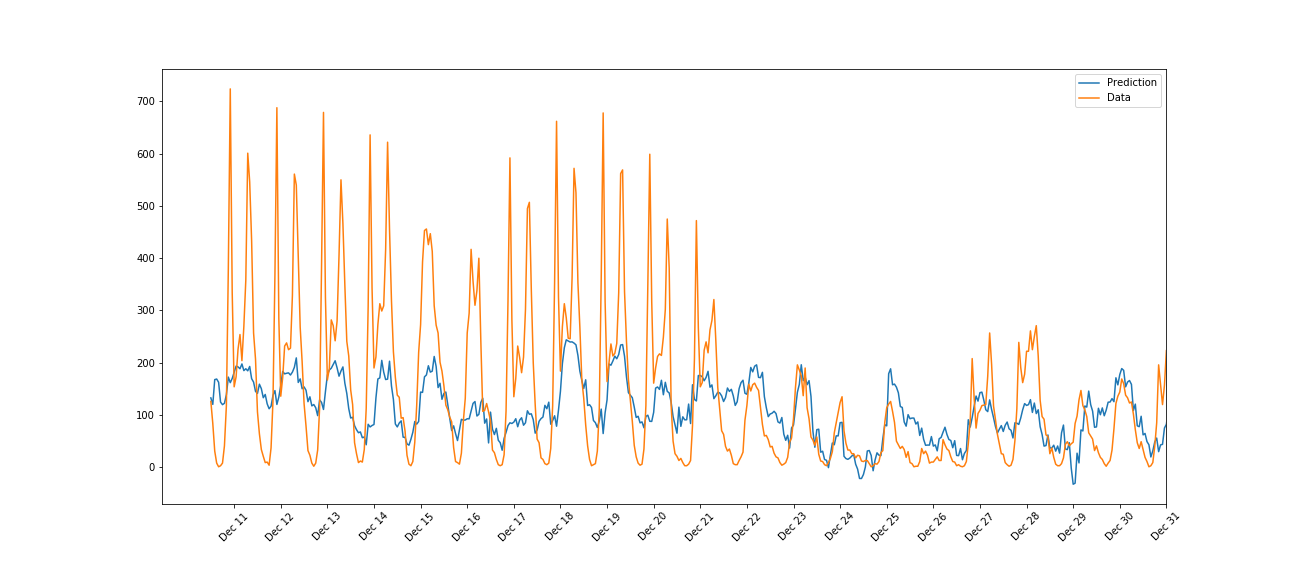 Prediction
Data
700
600
500
400
300
200
100
0
Dec 11
Dec 12
Dec 13
Dec 14
Dec 15
Dec 16
Dec 17
Dec 18
Dec 19
Dec 20
Dec 21
Dec 22
Dec 23
Dec 24
Dec 25
Dec 26
Dec 27
Dec 28
Dec 29
Dec 30
Dec 31